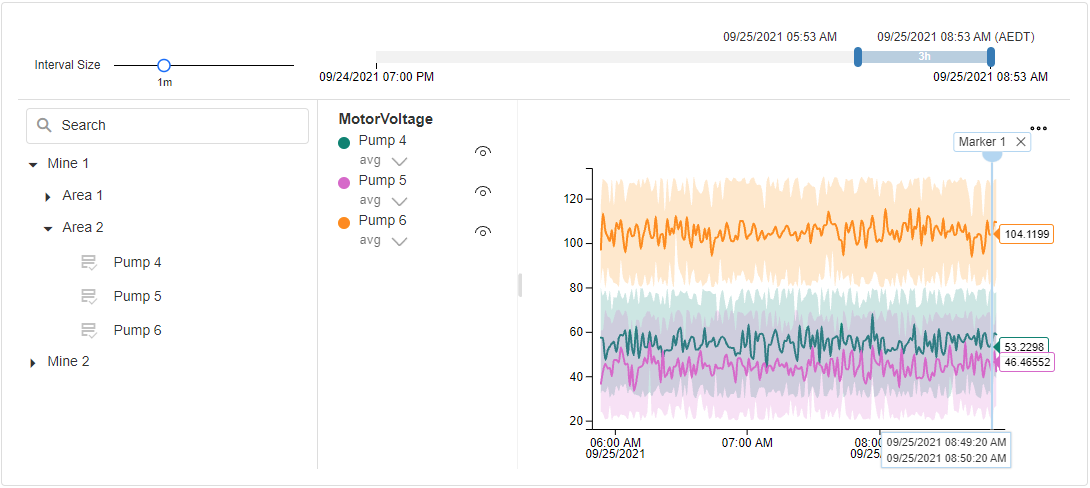 09/25/2021 05:53 AM 09/25/2021 08:53 AM (AEDT)
Interval Size
1m
3h
09/24/2021 07:00 PM 09/25/2021 08:53 AM
Search
Mine 1
Area 1
Area 2
Pump 4
Pump 5
Pump 6
Mine 2
MotorVoltage
Pump 4
avg
Pump 5
avg
Pump 6
avg
Marker 1
120
100
80
60
40
20
104.1199
53.2298
46.46552
06:00 AM 07:00 AM 08:00
09/25/2021
09/25/2021 08:49:20 AM
09/25/2021 08:50:20 AM